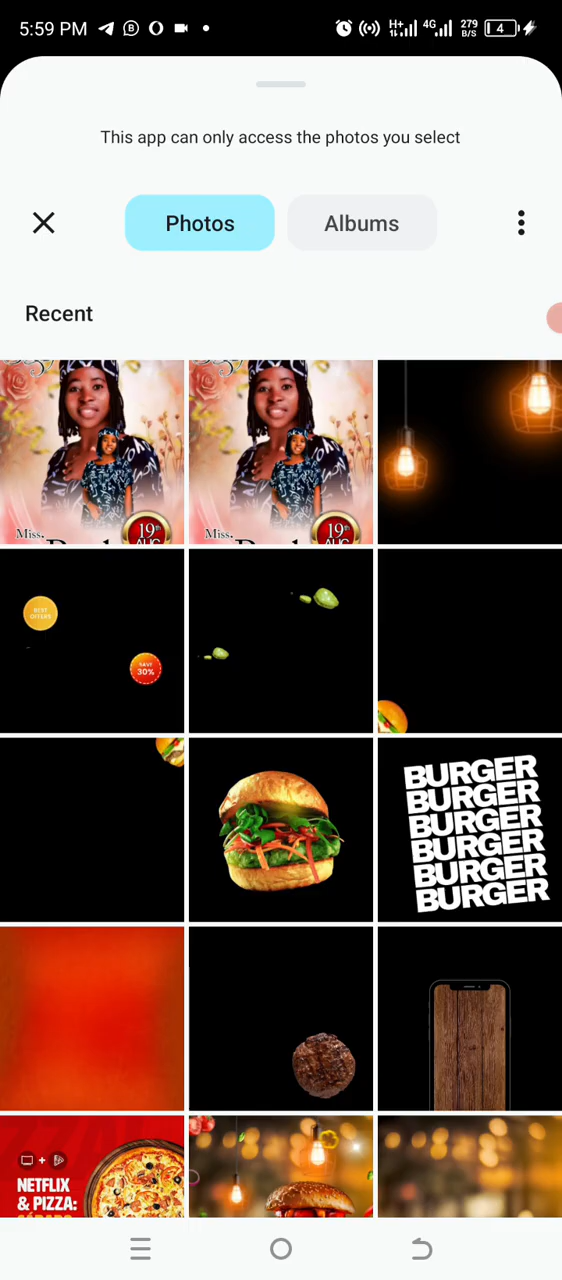 5:59 PM
H+
4G
279
B/S
4
This app can only access the photos you select
Photos
Albums
Recent
Miss.
19th
AUG
Miss.
19th
AUG
BEST
OFFERS
SAVE
30%
BURGER
BURGER
BURGER
BURGER
BURGER
BURGER
NETFLIX
& PIZZA: